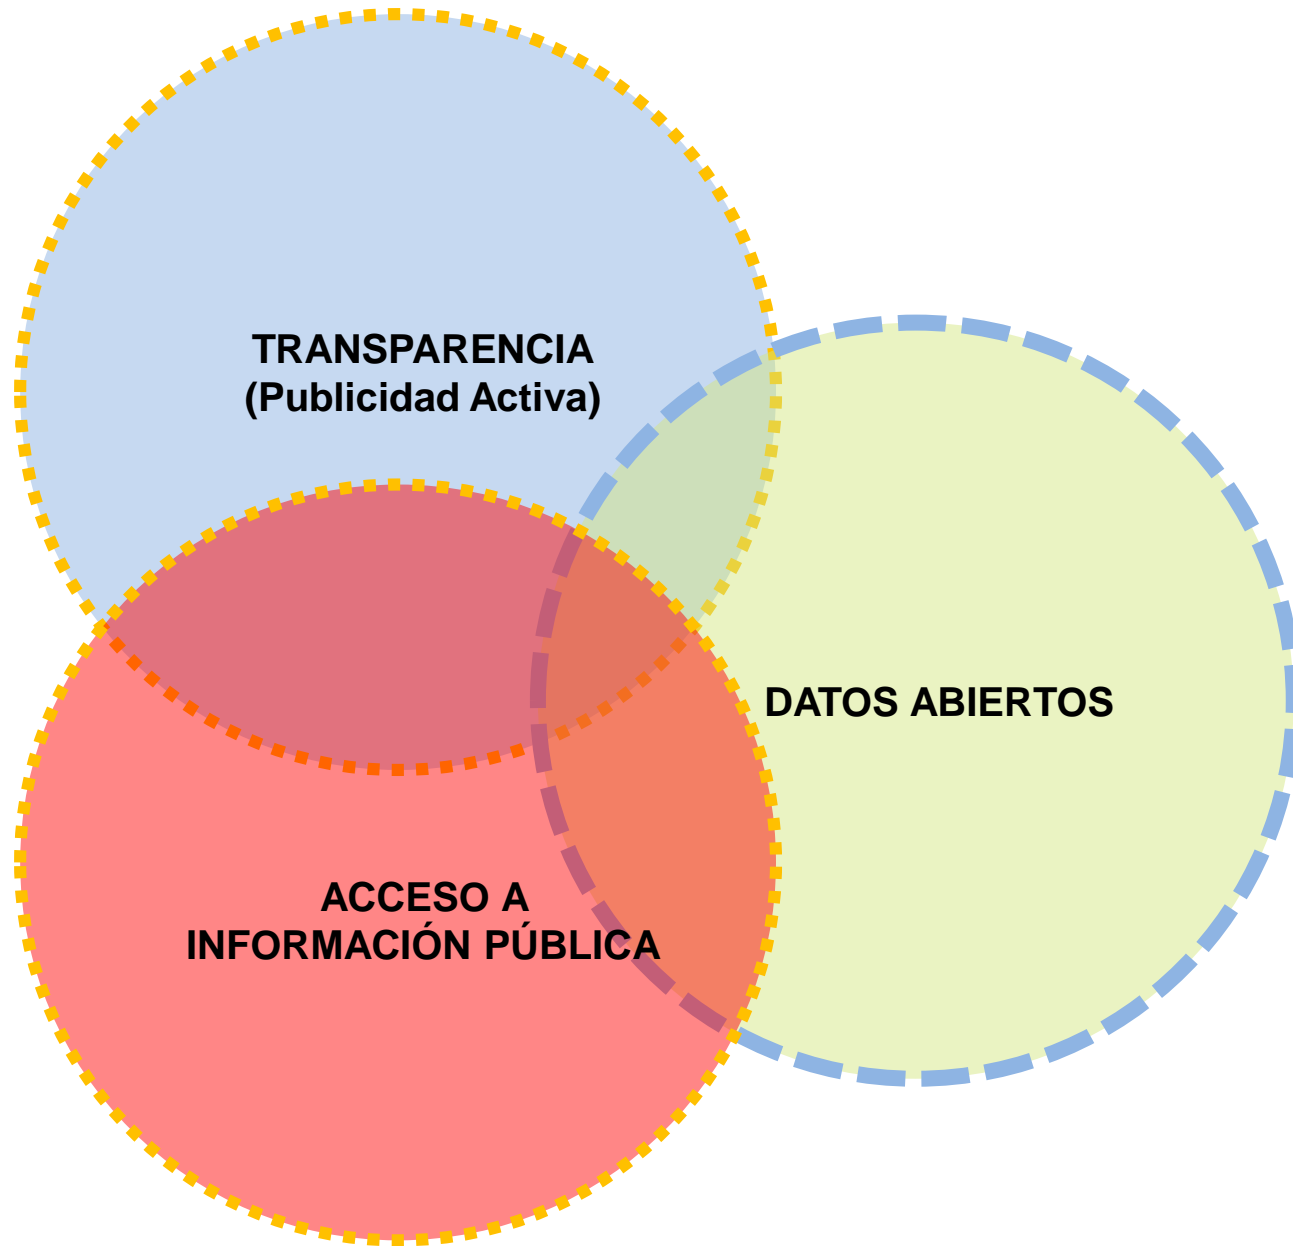 TRANSPARENCIA
(Publicidad Activa)
DATOS ABIERTOS
ACCESO A
INFORMACIÓN PÚBLICA